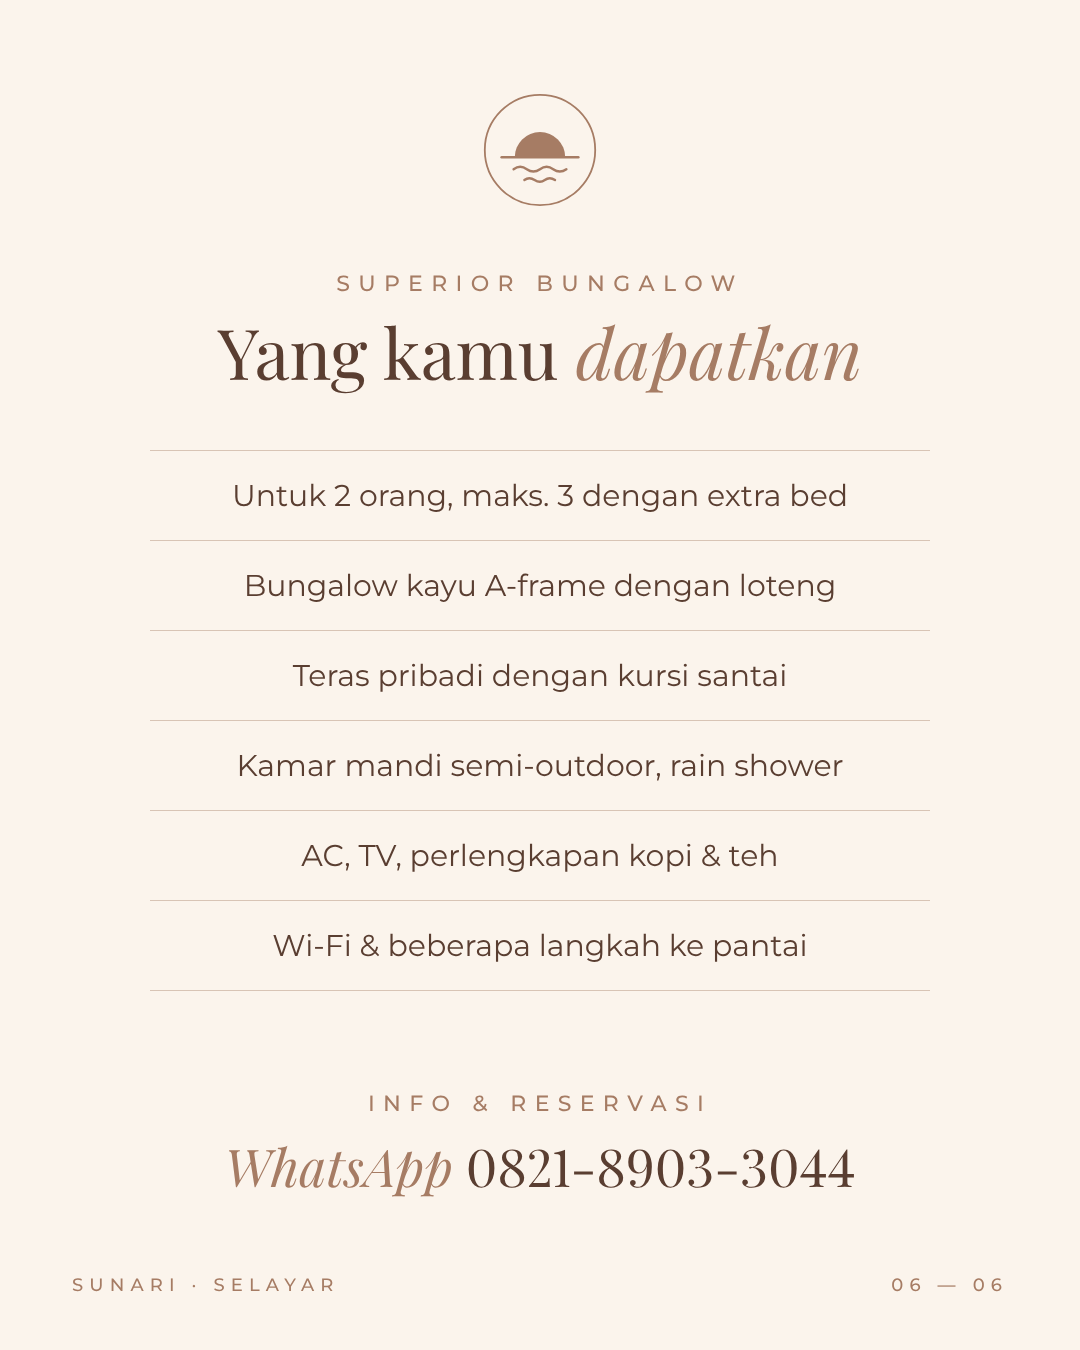 SUPERIOR BUNGALOW
Yang kamu dapatkan
Untuk 2 orang, maks. 3 dengan extra bed
Bungalow kayu A-frame dengan loteng
Teras pribadi dengan kursi santai
Kamar mandi semi-outdoor, rain shower
AC, TV, perlengkapan kopi & teh
Wi-Fi & beberapa langkah ke pantai
INFO & RESERVASI
WhatsApp 0821-8903-3044
SUNARI · SELAYAR
06 — 06